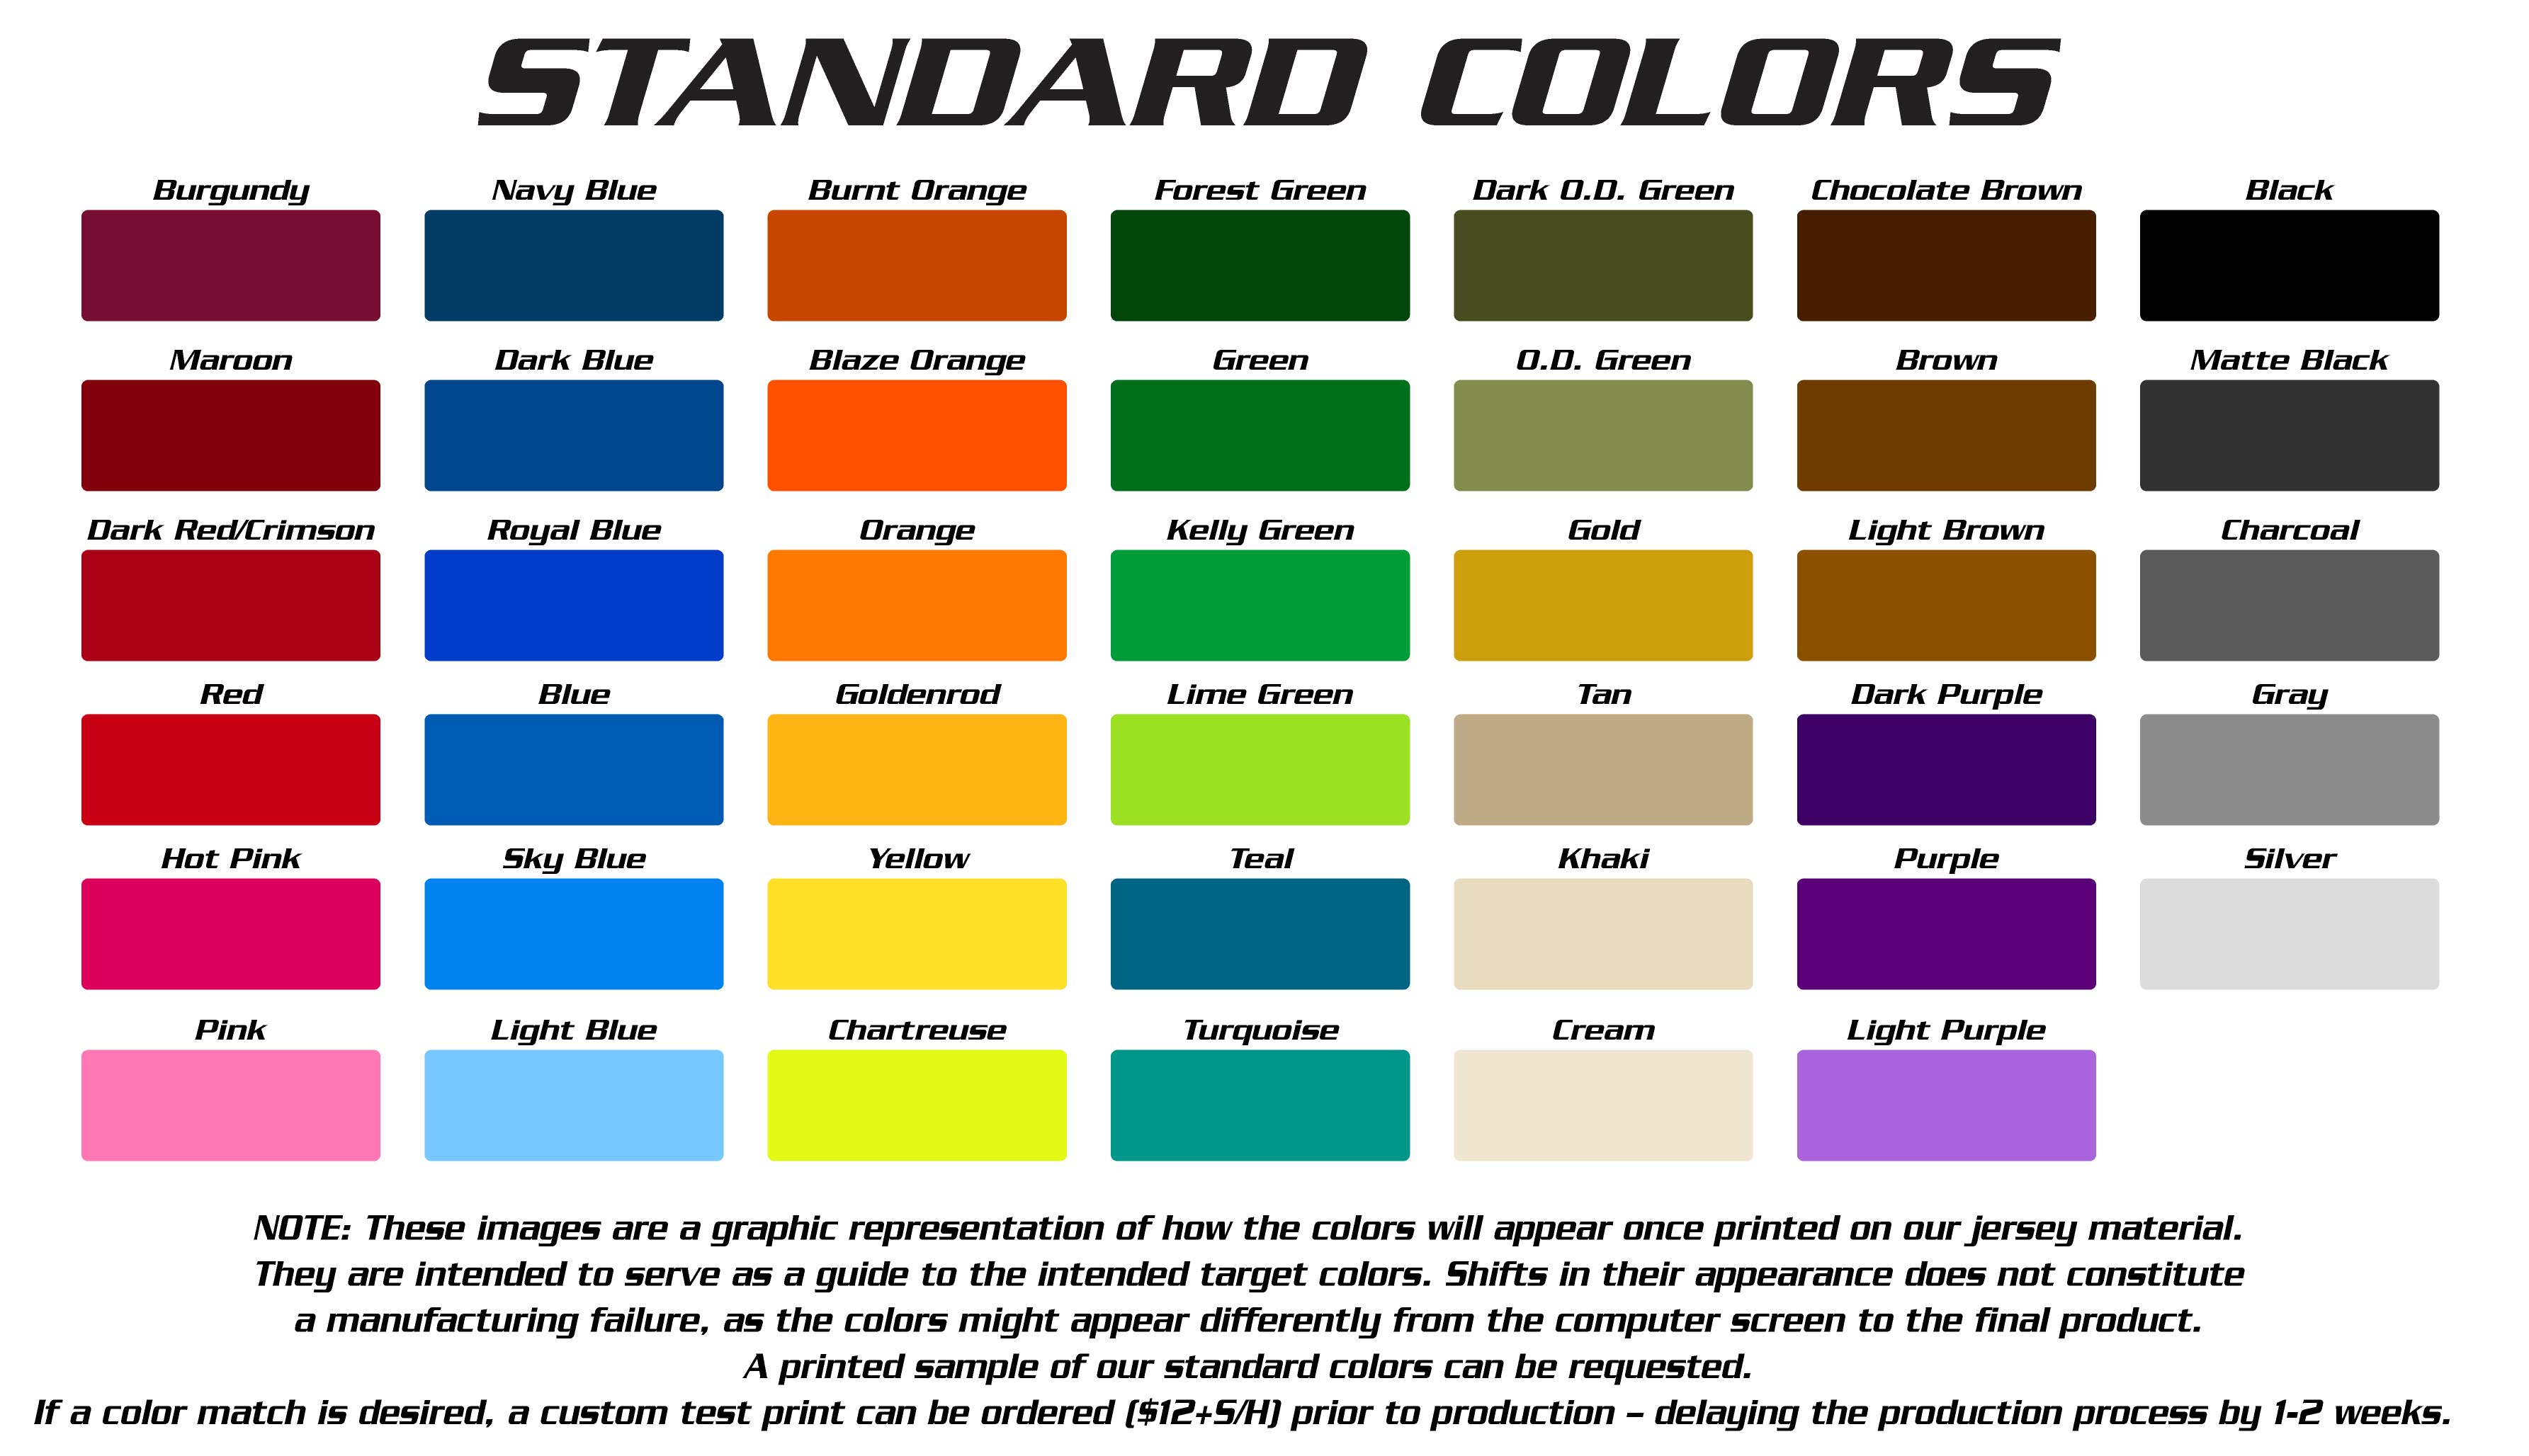 STANDARD COLORS
Burgundy Navy Blue Burnt Orange Forest Green Dark O.D. Green Chocolate Brown Black
Maroon Dark Blue Blaze Orange Green O.D. Green Brown Matte Black
Dark Red/Crimson Royal Blue Orange Kelly Green Gold Light Brown Charcoal
Red Blue Goldenrod Lime Green Tan Dark Purple Gray
Hot Pink Sky Blue Yellow Teal Khaki Purple Silver
Pink Light Blue Chartreuse Turquoise Cream Light Purple
NOTE: These images are a graphic representation of how the colors will appear once printed on our jersey material.
They are intended to serve as a guide to the intended target colors. Shifts in their appearance does not constitute
a manufacturing failure, as the colors might appear differently from the computer screen to the final product.
A printed sample of our standard colors can be requested.
If a color match is desired, a custom test print can be ordered ($12+S/H) prior to production – delaying the production process by 1-2 weeks.